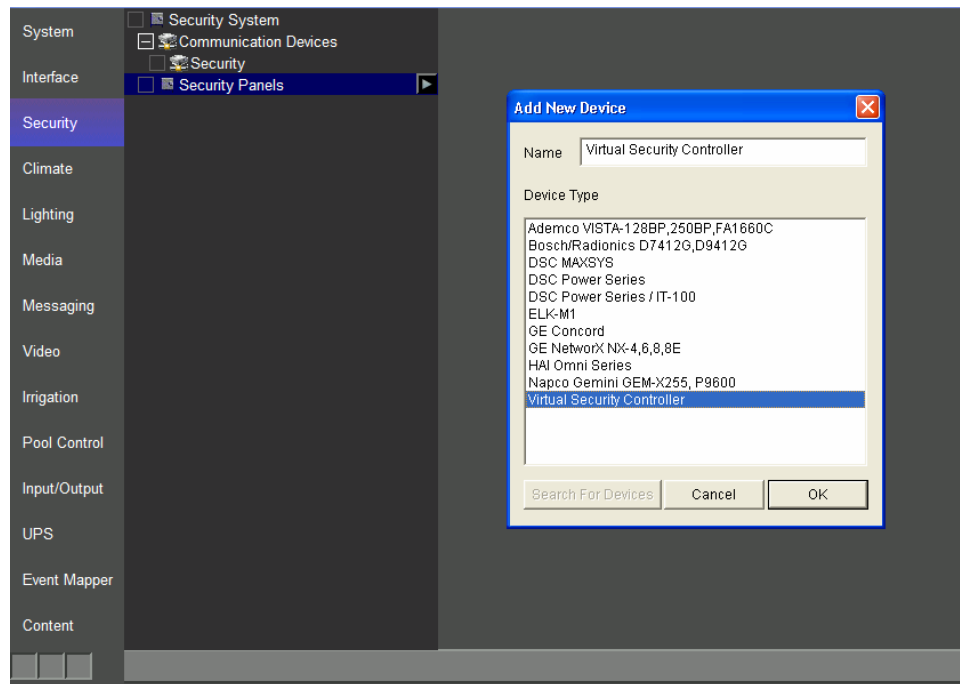 System
Interface
Security
Climate
Lighting
Media
Messaging
Video
Irrigation
Pool Control
Input/Output
UPS
Event Mapper
Content
Security System
Communication Devices
Security
Security Panels
Add New Device
Name Virtual Security Controller
Device Type
Ademco VISTA-128BP,250BP,FA1660C
Bosch/Radionics D7412G,D9412G
DSC MAXSYS
DSC Power Series
DSC Power Series / IT-100
ELK-M1
GE Concord
GE NetworX NX-4,6,8,8E
HAI Omni Series
Napco Gemini GEM-X255, P9600
Virtual Security Controller
Search For Devices Cancel OK